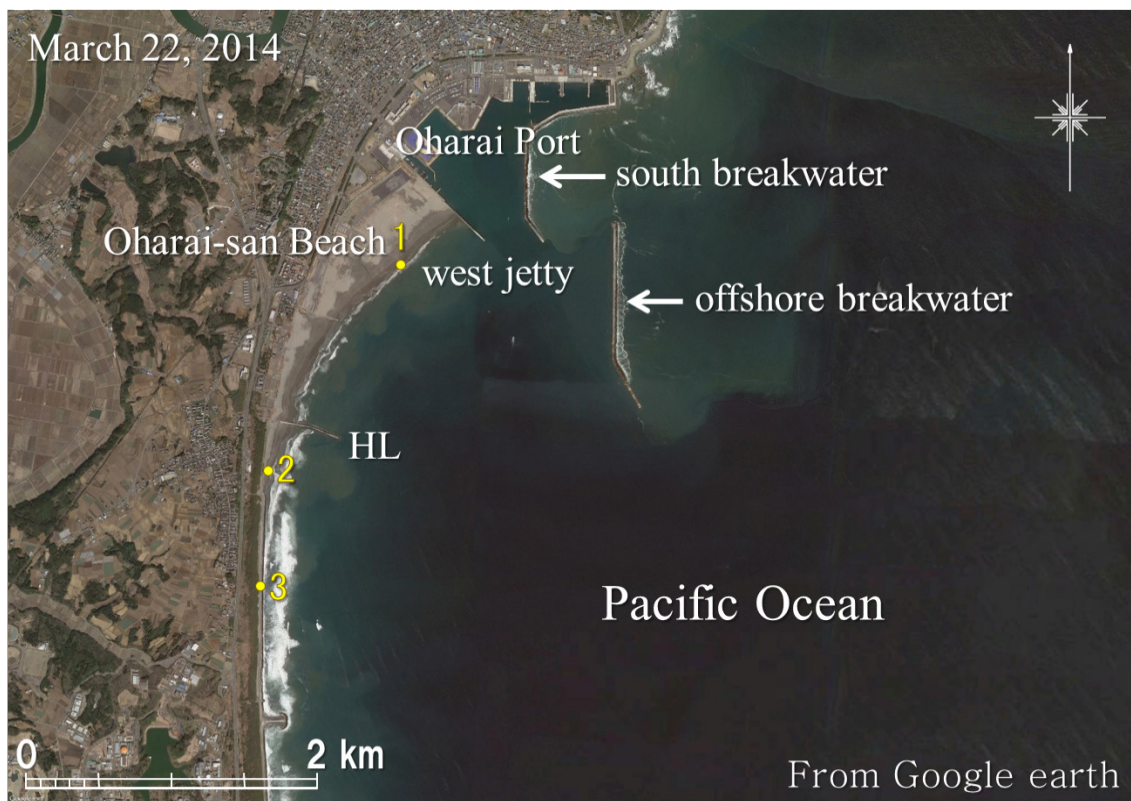 March 22, 2014
Oharai Port
south breakwater
Oharai-san Beach
1
west jetty
offshore breakwater
HL
2
3
Pacific Ocean
0
2 km
From Google earth